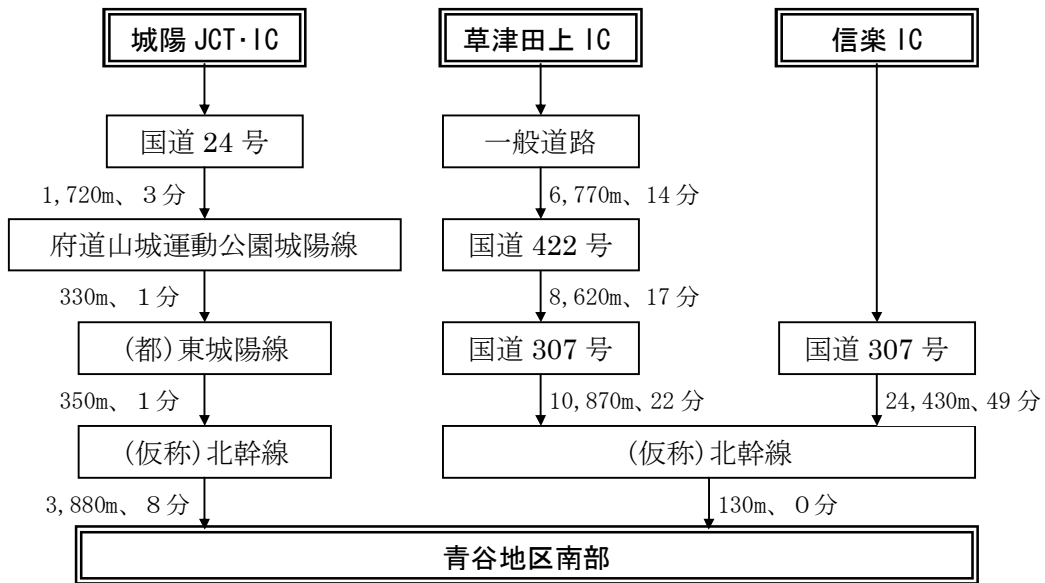 城陽 JCT･IC
草津田上 IC
信楽 IC
国道 24 号
一般道路
1,720m、３分
6,770m、14 分
府道山城運動公園城陽線
国道 422 号
330m、１分
8,620m、17 分
(都)東城陽線
国道 307 号
国道 307 号
350m、１分
10,870m、22 分
24,430m、49 分
(仮称)北幹線
(仮称)北幹線
3,880m、８分
130m、０分
青谷地区南部